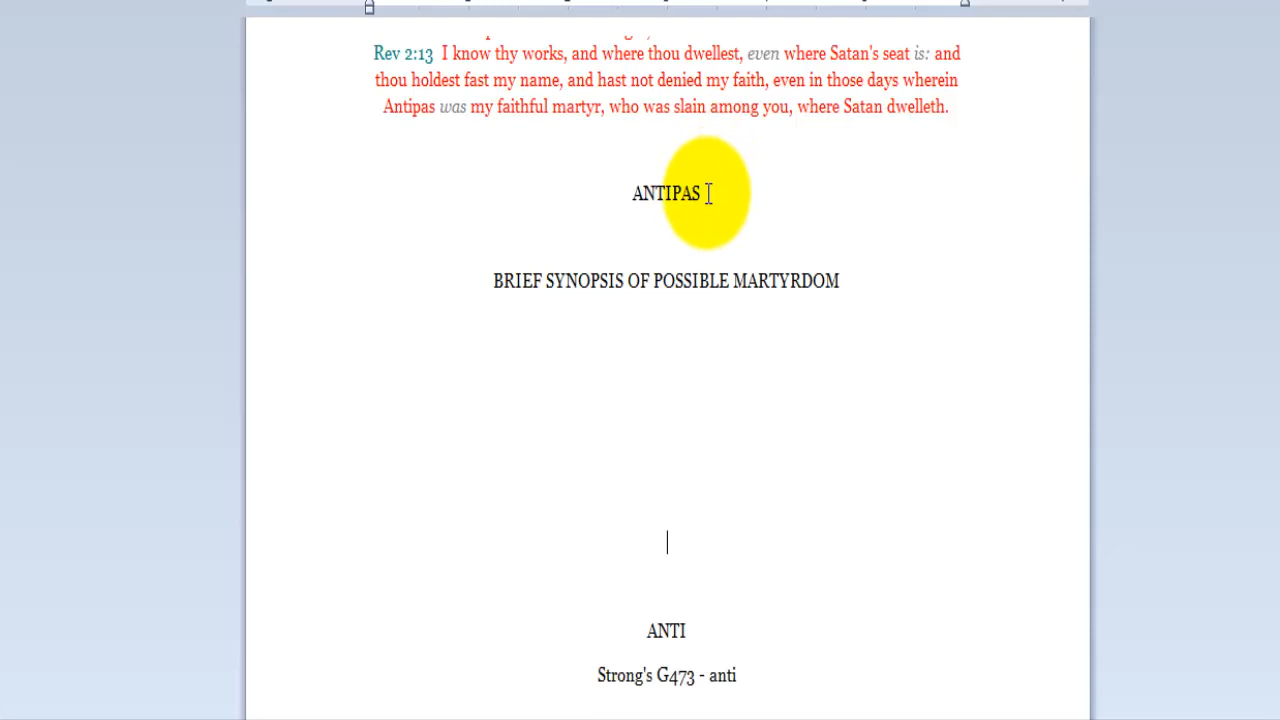 Rev 2:13 I know thy works, and where thou dwellest, even where Satan's seat is: and
thou holdest fast my name, and hast not denied my faith, even in those days wherein
Antipas was my faithful martyr, who was slain among you, where Satan dwelleth.
ANTIPAS
BRIEF SYNOPSIS OF POSSIBLE MARTYRDOM
ANTI
Strong's G473 - anti